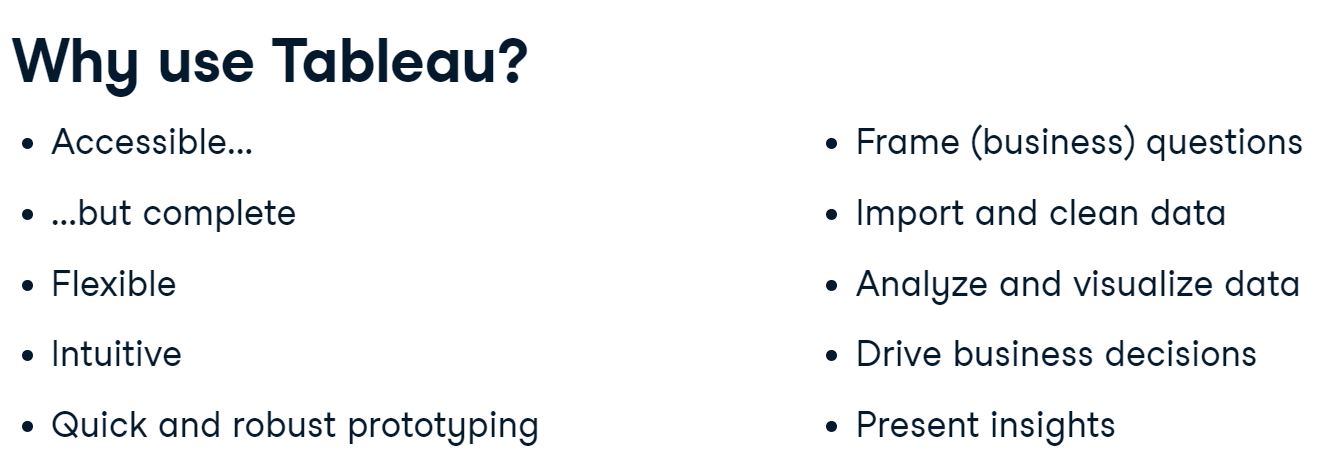 Why use Tableau?
• Accessible...
• ...but complete
• Flexible
• Intuitive
• Quick and robust prototyping
• Frame (business) questions
• Import and clean data
• Analyze and visualize data
• Drive business decisions
• Present insights